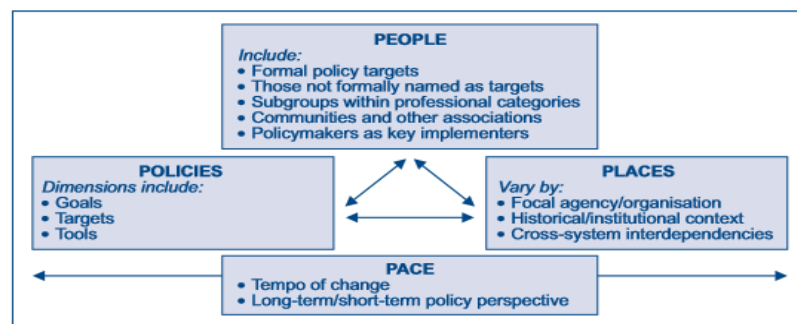 PEOPLE
Include:
• Formal policy targets
• Those not formally named as targets
• Subgroups within professional categories
• Communities and other associations
• Policymakers as key implementers
POLICIES
Dimensions include:
• Goals
• Targets
• Tools
PLACES
Vary by:
• Focal agency/organisation
• Historical/institutional context
• Cross-system interdependencies
PACE
• Tempo of change
• Long-term/short-term policy perspective